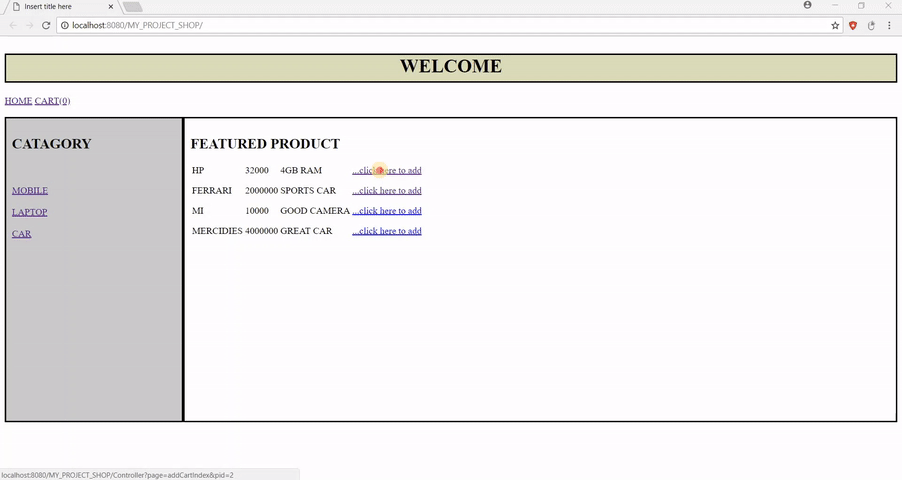 Insert title here
localhost:8080/MY_PROJECT_SHOP/
WELCOME
HOME CART(0)
CATAGORY
MOBILE
LAPTOP
CAR
FEATURED PRODUCT
HP 32000 4GB RAM ...click here to add
FERRARI 2000000 SPORTS CAR ...click here to add
MI 10000 GOOD CAMERA ...click here to add
MERCIDIES 4000000 GREAT CAR ...click here to add
localhost:8080/MY_PROJECT_SHOP/Controller?page=addCartIndex&pid=2